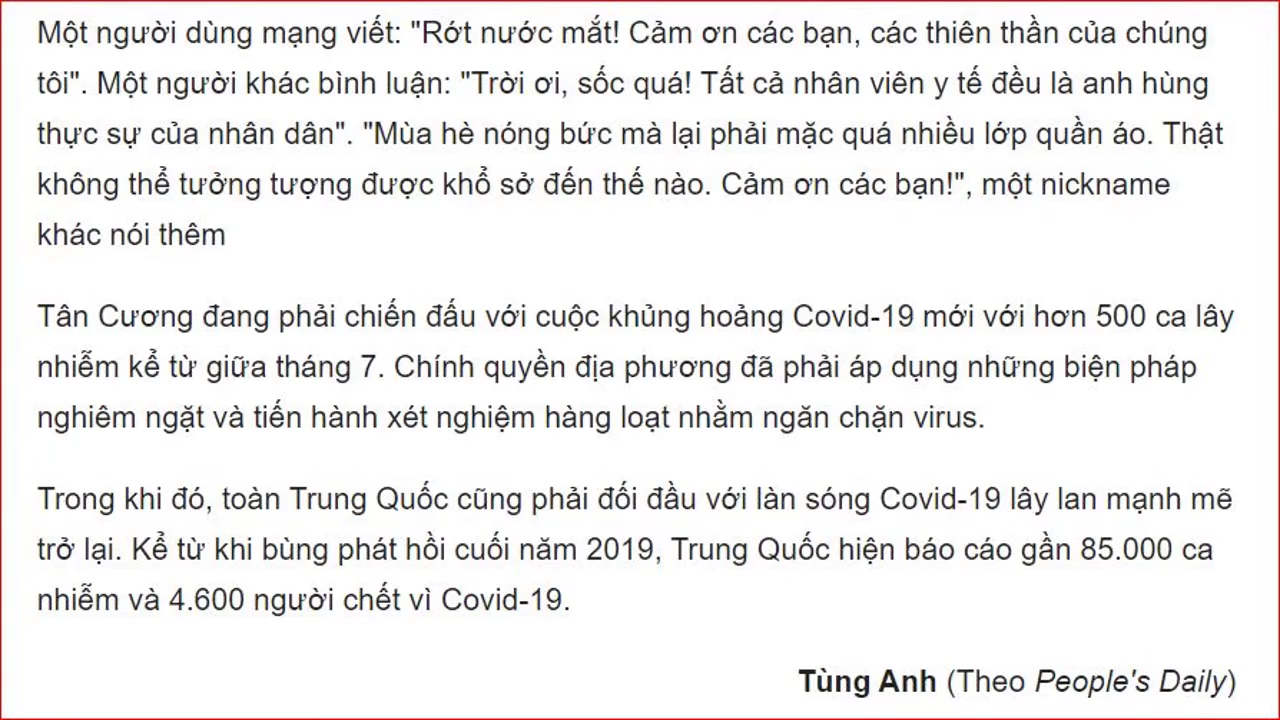 Một người dùng mạng viết: "Rớt nước mắt! Cảm ơn các bạn, các thiên thần của chúng
tôi". Một người khác bình luận: "Trời ơi, sốc quá! Tất cả nhân viên y tế đều là anh hùng
thực sự của nhân dân". "Mùa hè nóng bức mà lại phải mặc quá nhiều lớp quần áo. Thật
không thể tưởng tượng được khổ sở đến thế nào. Cảm ơn các bạn!", một nickname
khác nói thêm
Tân Cương đang phải chiến đấu với cuộc khủng hoảng Covid-19 mới với hơn 500 ca lây
nhiễm kể từ giữa tháng 7. Chính quyền địa phương đã phải áp dụng những biện pháp
nghiêm ngặt và tiến hành xét nghiệm hàng loạt nhằm ngăn chặn virus.
Trong khi đó, toàn Trung Quốc cũng phải đối đầu với làn sóng Covid-19 lây lan mạnh mẽ
trở lại. Kể từ khi bùng phát hồi cuối năm 2019, Trung Quốc hiện báo cáo gần 85.000 ca
nhiễm và 4.600 người chết vì Covid-19.
Tùng Anh (Theo People's Daily)